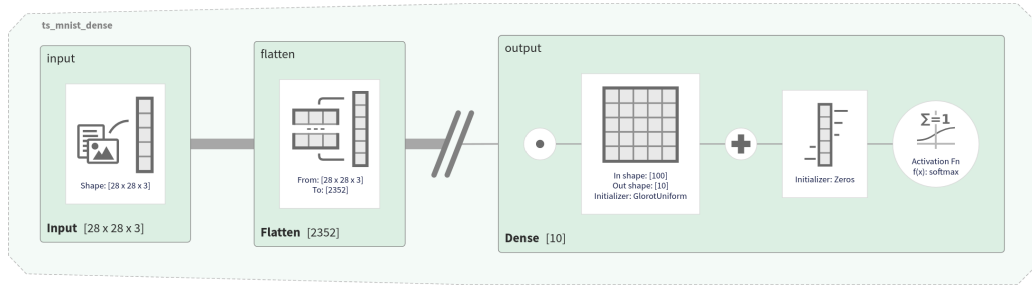 ts_mnist_dense
input
Shape: [28 x 28 x 3]
Input [28 x 28 x 3]
flatten
From: [28 x 28 x 3]
To: [2352]
Flatten [2352]
output
In shape: [100]
Out shape: [10]
Initializer: GlorotUniform
Initializer: Zeros
∑=1
Activation Fn
f(x): softmax
Dense [10]